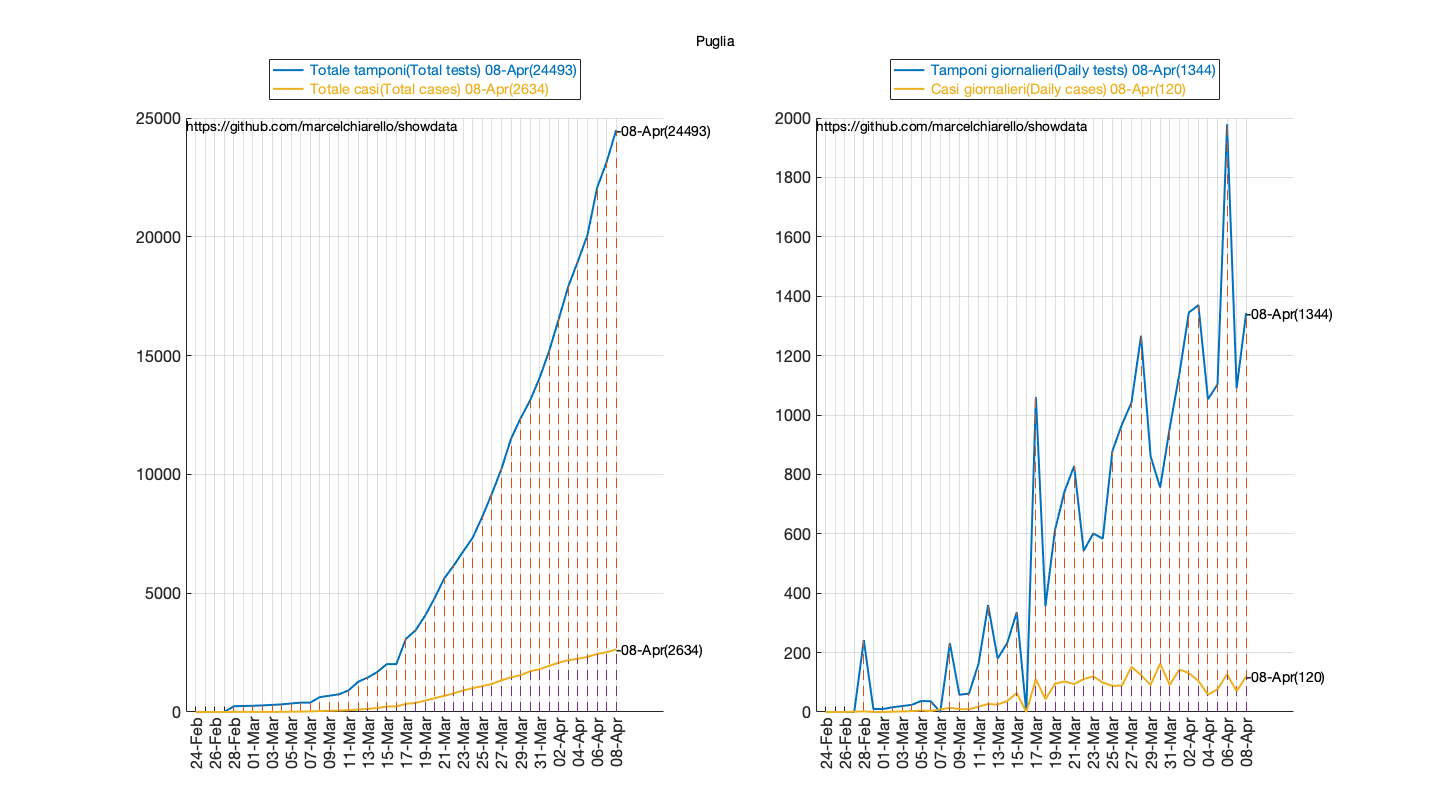 Puglia
Totale tamponi(Total tests) 08-Apr(24493)
Totale casi(Total cases) 08-Apr(2634)
25000
20000
15000
10000
5000
0
https://github.com/marcelchiarello/showdata
08-Apr(24493)
08-Apr(2634)
24-Feb
26-Feb
28-Feb
01-Mar
03-Mar
05-Mar
07-Mar
09-Mar
11-Mar
13-Mar
15-Mar
17-Mar
19-Mar
21-Mar
23-Mar
25-Mar
27-Mar
29-Mar
31-Mar
02-Apr
04-Apr
06-Apr
08-Apr
Tamponi giornalieri(Daily tests) 08-Apr(1344)
Casi giornalieri(Daily cases) 08-Apr(120)
2000
1800
1600
1400
1200
1000
800
600
400
200
0
https://github.com/marcelchiarello/showdata
08-Apr(1344)
08-Apr(120)
24-Feb
26-Feb
28-Feb
01-Mar
03-Mar
05-Mar
07-Mar
09-Mar
11-Mar
13-Mar
15-Mar
17-Mar
19-Mar
21-Mar
23-Mar
25-Mar
27-Mar
29-Mar
31-Mar
02-Apr
04-Apr
06-Apr
08-Apr